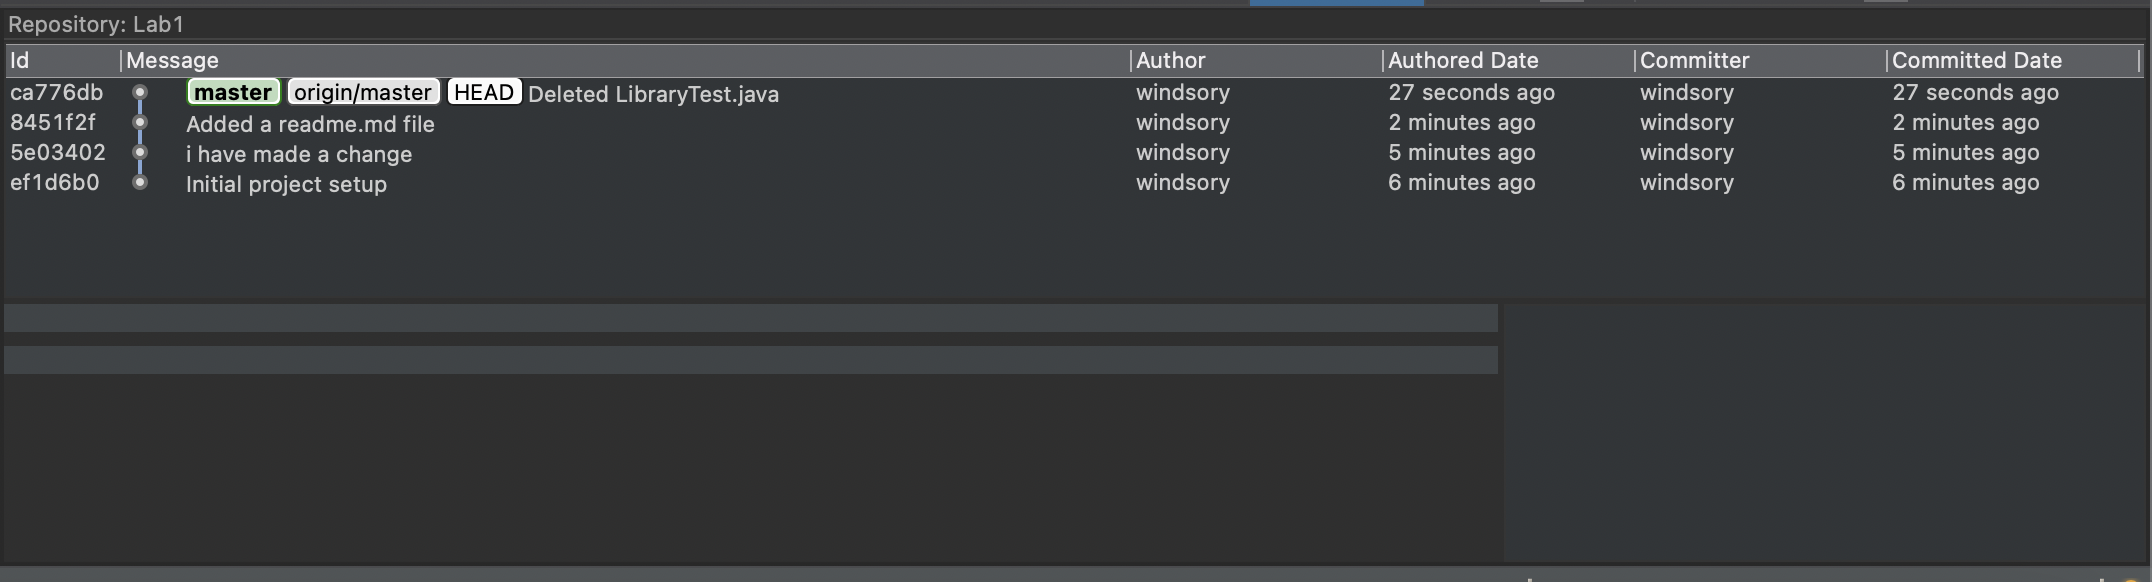 Repository: Lab1
Id Message Author Authored Date Committer Committed Date
ca776db master origin/master HEAD Deleted LibraryTest.java windsory 27 seconds ago windsory 27 seconds ago
8451f2f Added a readme.md file windsory 2 minutes ago windsory 2 minutes ago
5e03402 i have made a change windsory 5 minutes ago windsory 5 minutes ago
ef1d6b0 Initial project setup windsory 6 minutes ago windsory 6 minutes ago